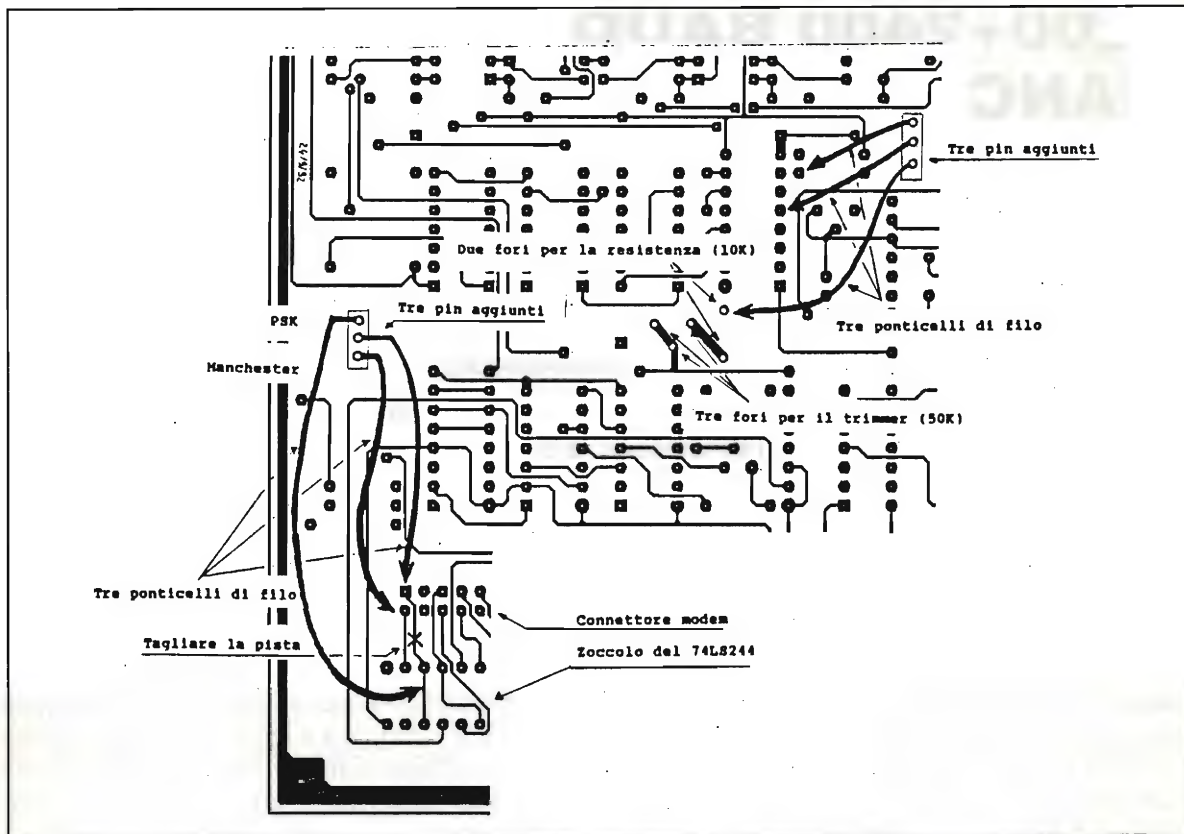 Tre pin aggiunti
Due fori per la resistenza (10K)
Tre pin aggiunti
PSK
Tre ponticelli di filo
Manchester
Tre fori per il trimmer (50K)
Tre ponticelli di filo
Connettore modem
Tagliare la pista
Zoccolo del 74LS244